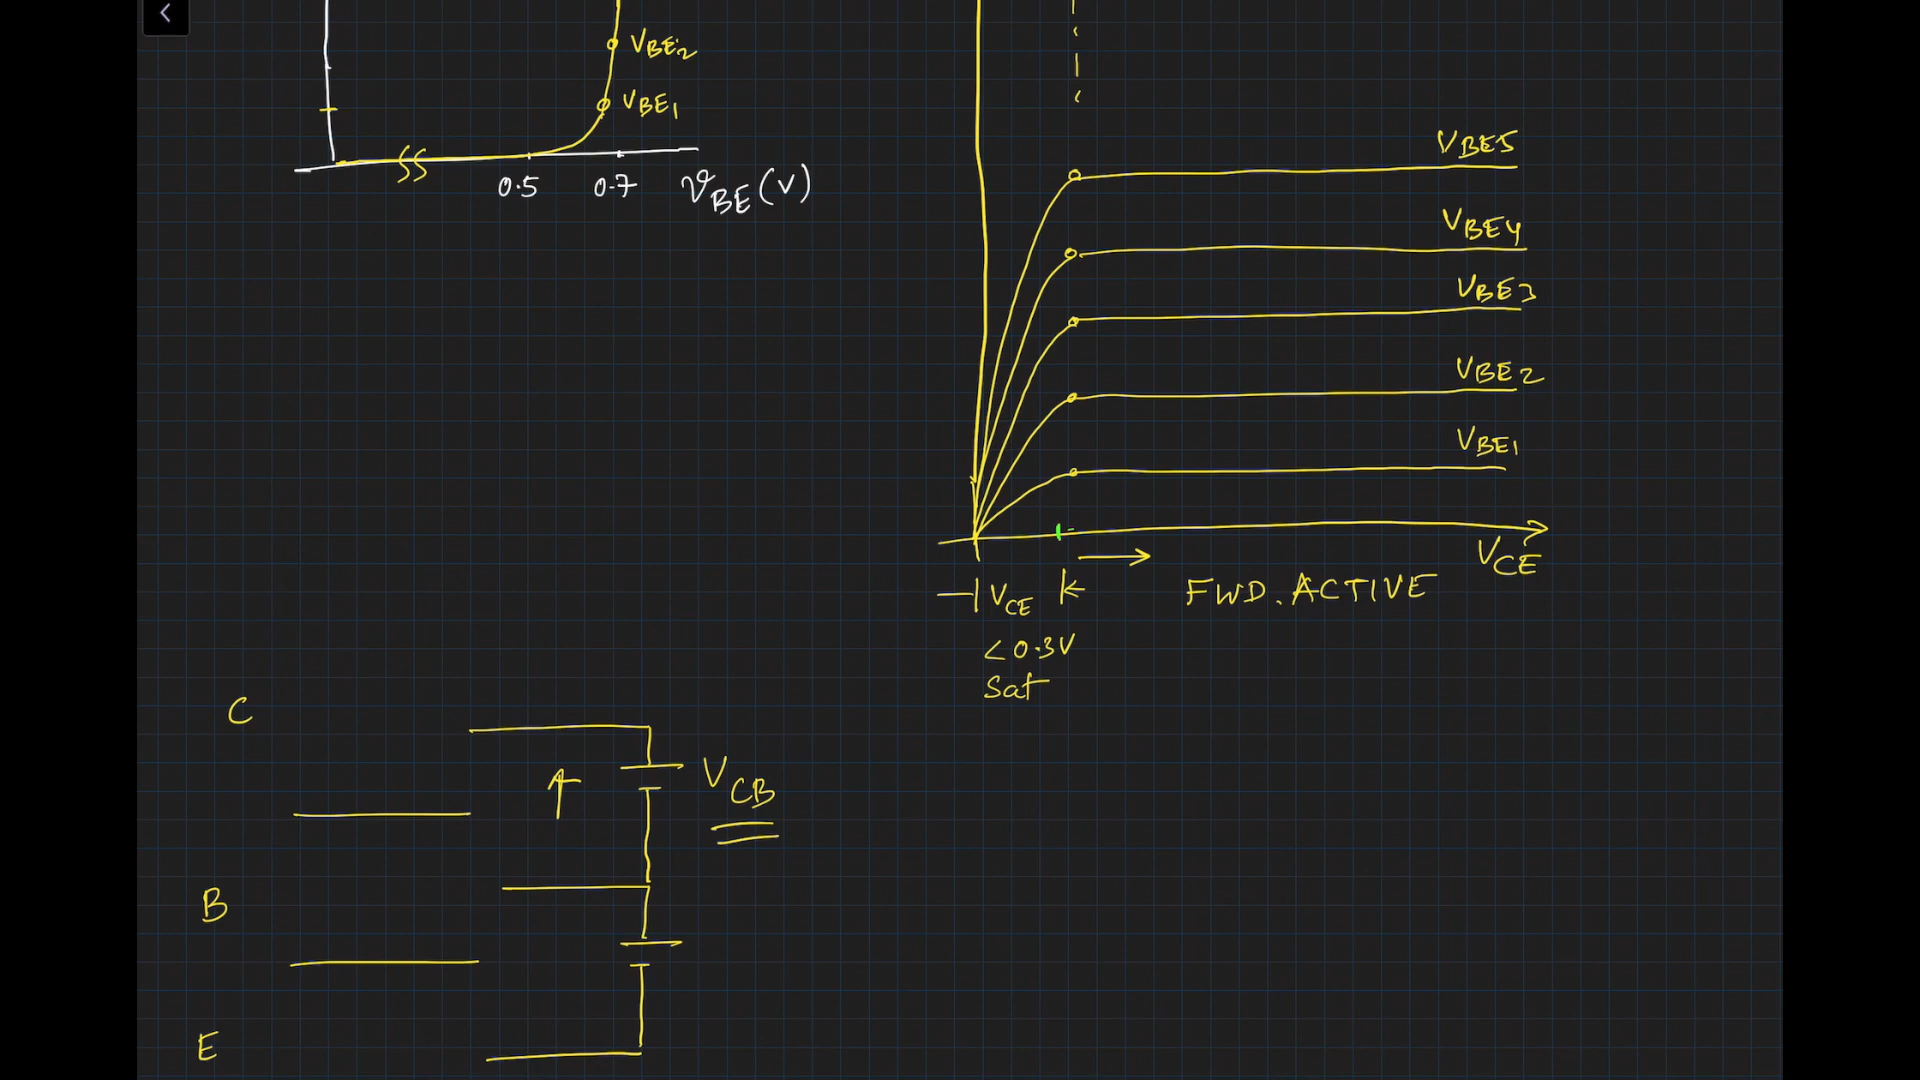 VBE2
VBE1
0.5 0.7 VBE (V)
VBE5
VBE4
VBE3
VBE2
VBE1
VCE
VCE
<0.3V
Sat
FWD. ACTIVE
C
VCB
B
E